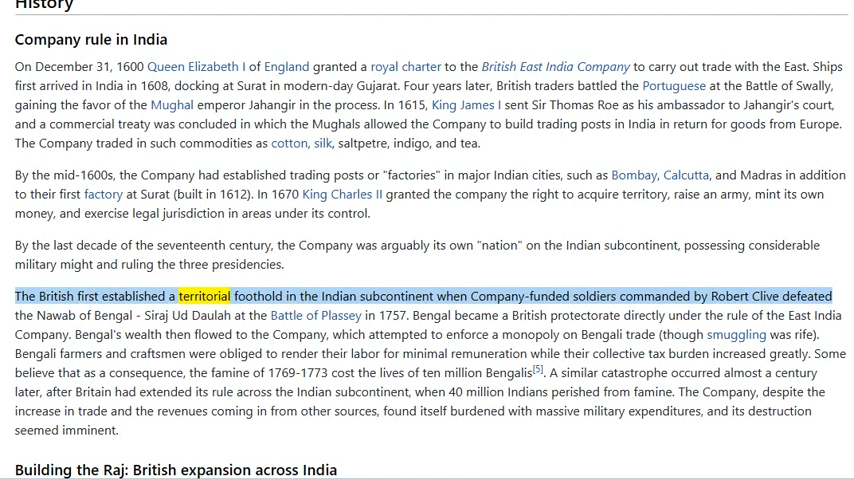 History
Company rule in India
On December 31, 1600 Queen Elizabeth I of England granted a royal charter to the British East India Company to carry out trade with the East. Ships
first arrived in India in 1608, docking at Surat in modern-day Gujarat. Four years later, British traders battled the Portuguese at the Battle of Swally,
gaining the favor of the Mughal emperor Jahangir in the process. In 1615, King James I sent Sir Thomas Roe as his ambassador to Jahangir's court,
and a commercial treaty was concluded in which the Mughals allowed the Company to build trading posts in India in return for goods from Europe.
The Company traded in such commodities as cotton, silk, saltpetre, indigo, and tea.
By the mid-1600s, the Company had established trading posts or "factories" in major Indian cities, such as Bombay, Calcutta, and Madras in addition
to their first factory at Surat (built in 1612). In 1670 King Charles II granted the company the right to acquire territory, raise an army, mint its own
money, and exercise legal jurisdiction in areas under its control.
By the last decade of the seventeenth century, the Company was arguably its own "nation" on the Indian subcontinent, possessing considerable
military might and ruling the three presidencies.
The British first established a territorial foothold in the Indian subcontinent when Company-funded soldiers commanded by Robert Clive defeated
the Nawab of Bengal - Siraj Ud Daulah at the Battle of Plassey in 1757. Bengal became a British protectorate directly under the rule of the East India
Company. Bengal's wealth then flowed to the Company, which attempted to enforce a monopoly on Bengali trade (though smuggling was rife).
Bengali farmers and craftsmen were obliged to render their labor for minimal remuneration while their collective tax burden increased greatly. Some
believe that as a consequence, the famine of 1769-1773 cost the lives of ten million Bengalis[5]. A similar catastrophe occurred almost a century
later, after Britain had extended its rule across the Indian subcontinent, when 40 million Indians perished from famine. The Company, despite the
increase in trade and the revenues coming in from other sources, found itself burdened with massive military expenditures, and its destruction
seemed imminent.
Building the Raj: British expansion across India